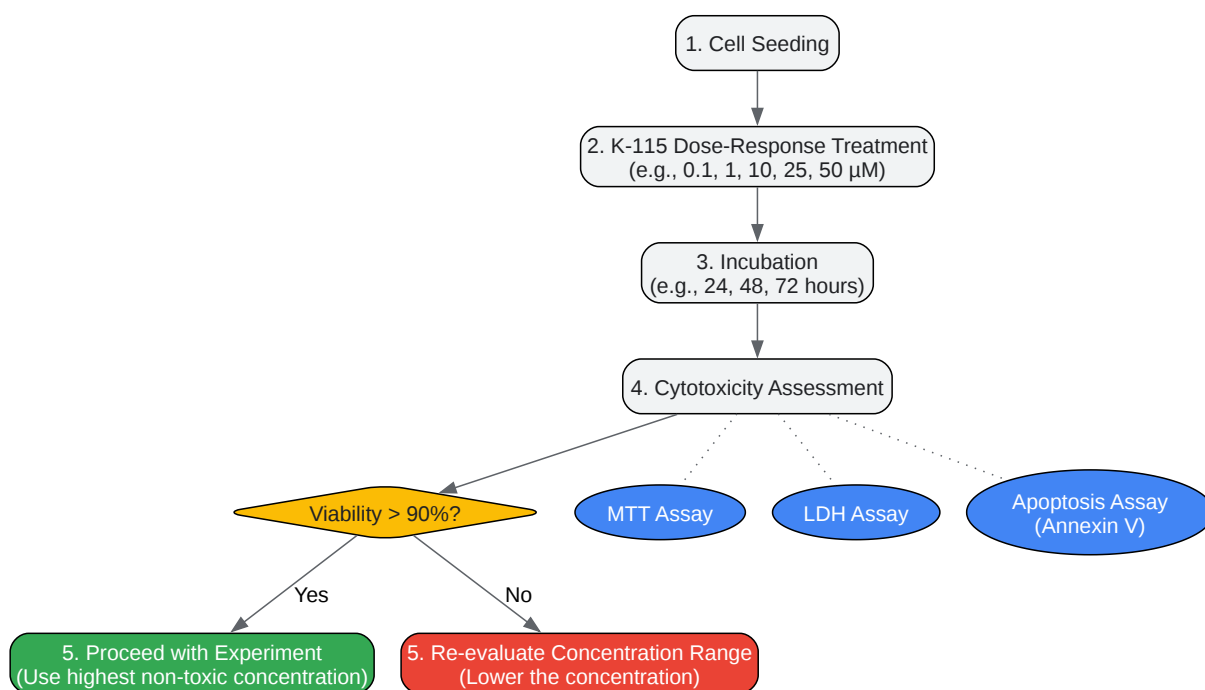 1. Cell Seeding
2. K-115 Dose-Response Treatment
(e.g., 0.1, 1, 10, 25, 50 µM)
3. Incubation
(e.g., 24, 48, 72 hours)
4. Cytotoxicity Assessment
Viability > 90%?
MTT Assay
LDH Assay
Apoptosis Assay
(Annexin V)
Yes
No
5. Proceed with Experiment
(Use highest non-toxic concentration)
5. Re-evaluate Concentration Range
(Lower the concentration)